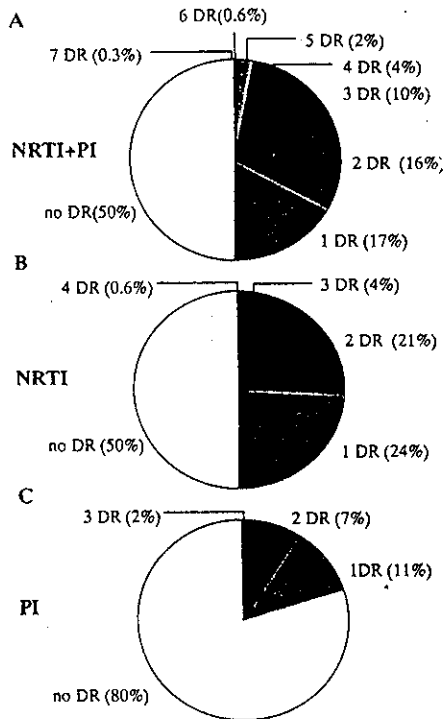 A
6 DR (0.6%)
7 DR (0.3%)
5 DR (2%)
4 DR (4%)
3 DR (10%)
NRTI+PI
2 DR (16%)
no DR(50%)
1 DR (17%)
B
4 DR (0.6%)
3 DR (4%)
2 DR (21%)
NRTI
no DR(50%)
1 DR (24%)
C
3 DR (2%)
2 DR (7%)
1DR (11%)
PI
no DR (80%)